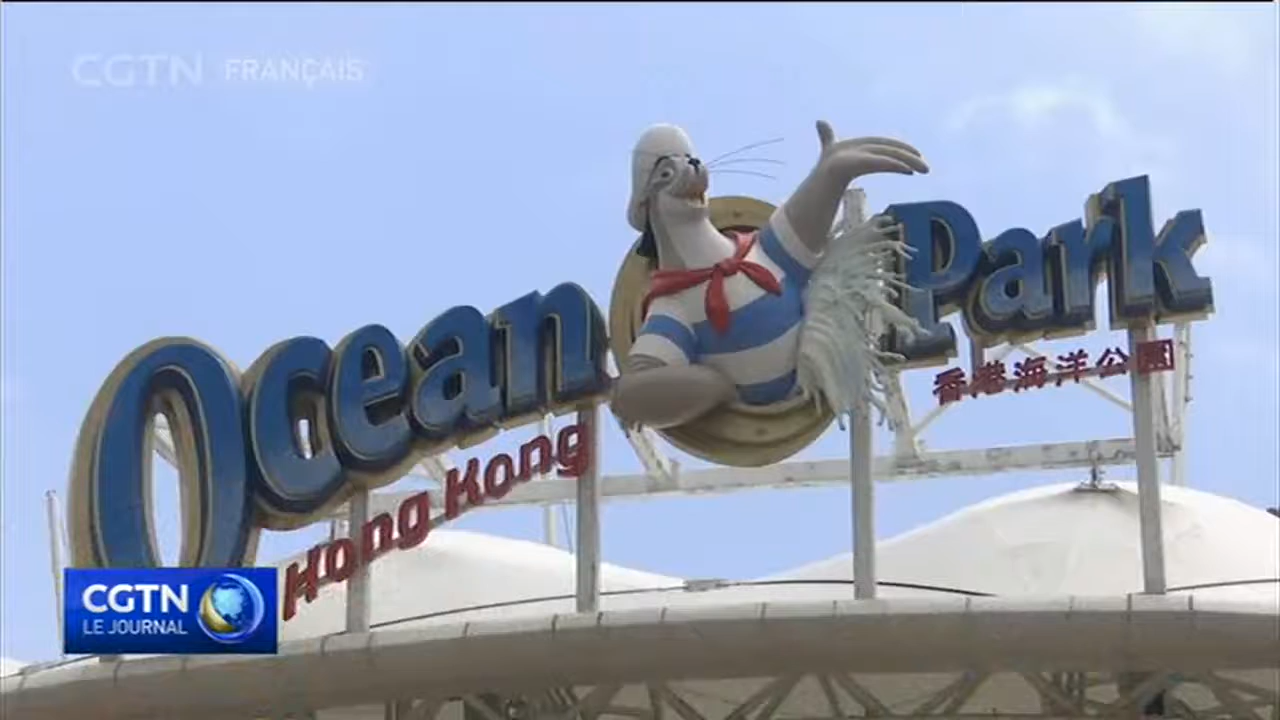 CGTN FRANÇAIS
Ocean Park
Hong Kong
香港海洋公園
CGTN
LE JOURNAL